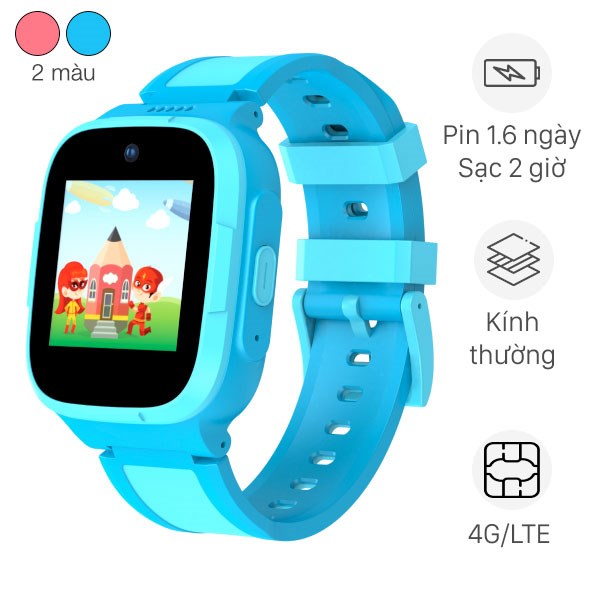 2 màu
Pin 1.6 ngày
Sạc 2 giờ
Kính
thường
4G/LTE